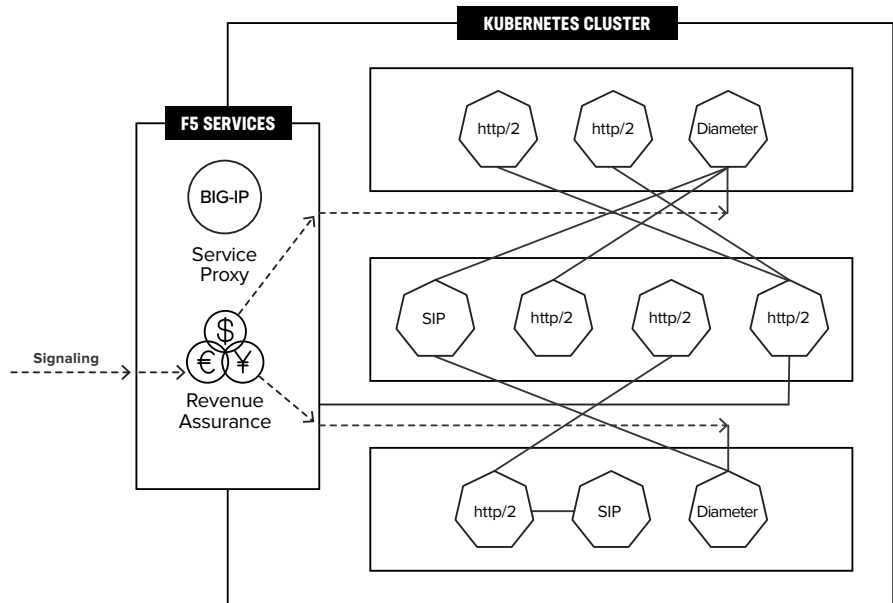 KUBERNETES CLUSTER
F5 SERVICES
http/2
http/2
Diameter
BIG-IP
Service
Proxy
SIP
http/2
http/2
http/2
$
Signaling
€
¥
Revenue
Assurance
http/2
SIP
Diameter